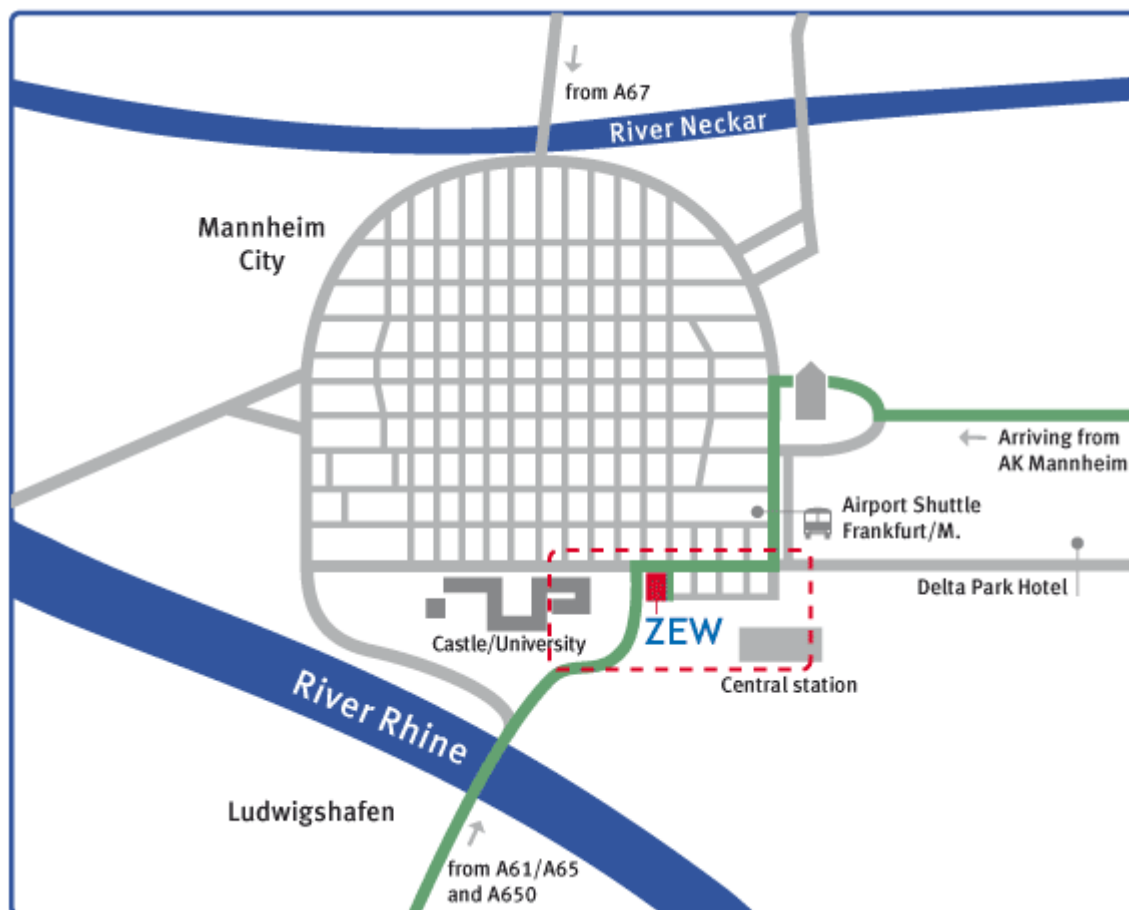 from A67
River Neckar
Mannheim
City
Arriving from
AK Mannheim
Airport Shuttle
Frankfurt/M.
Delta Park Hotel
ZEW
Castle/University
Central station
River Rhine
Ludwigshafen
from A61/A65
and A650